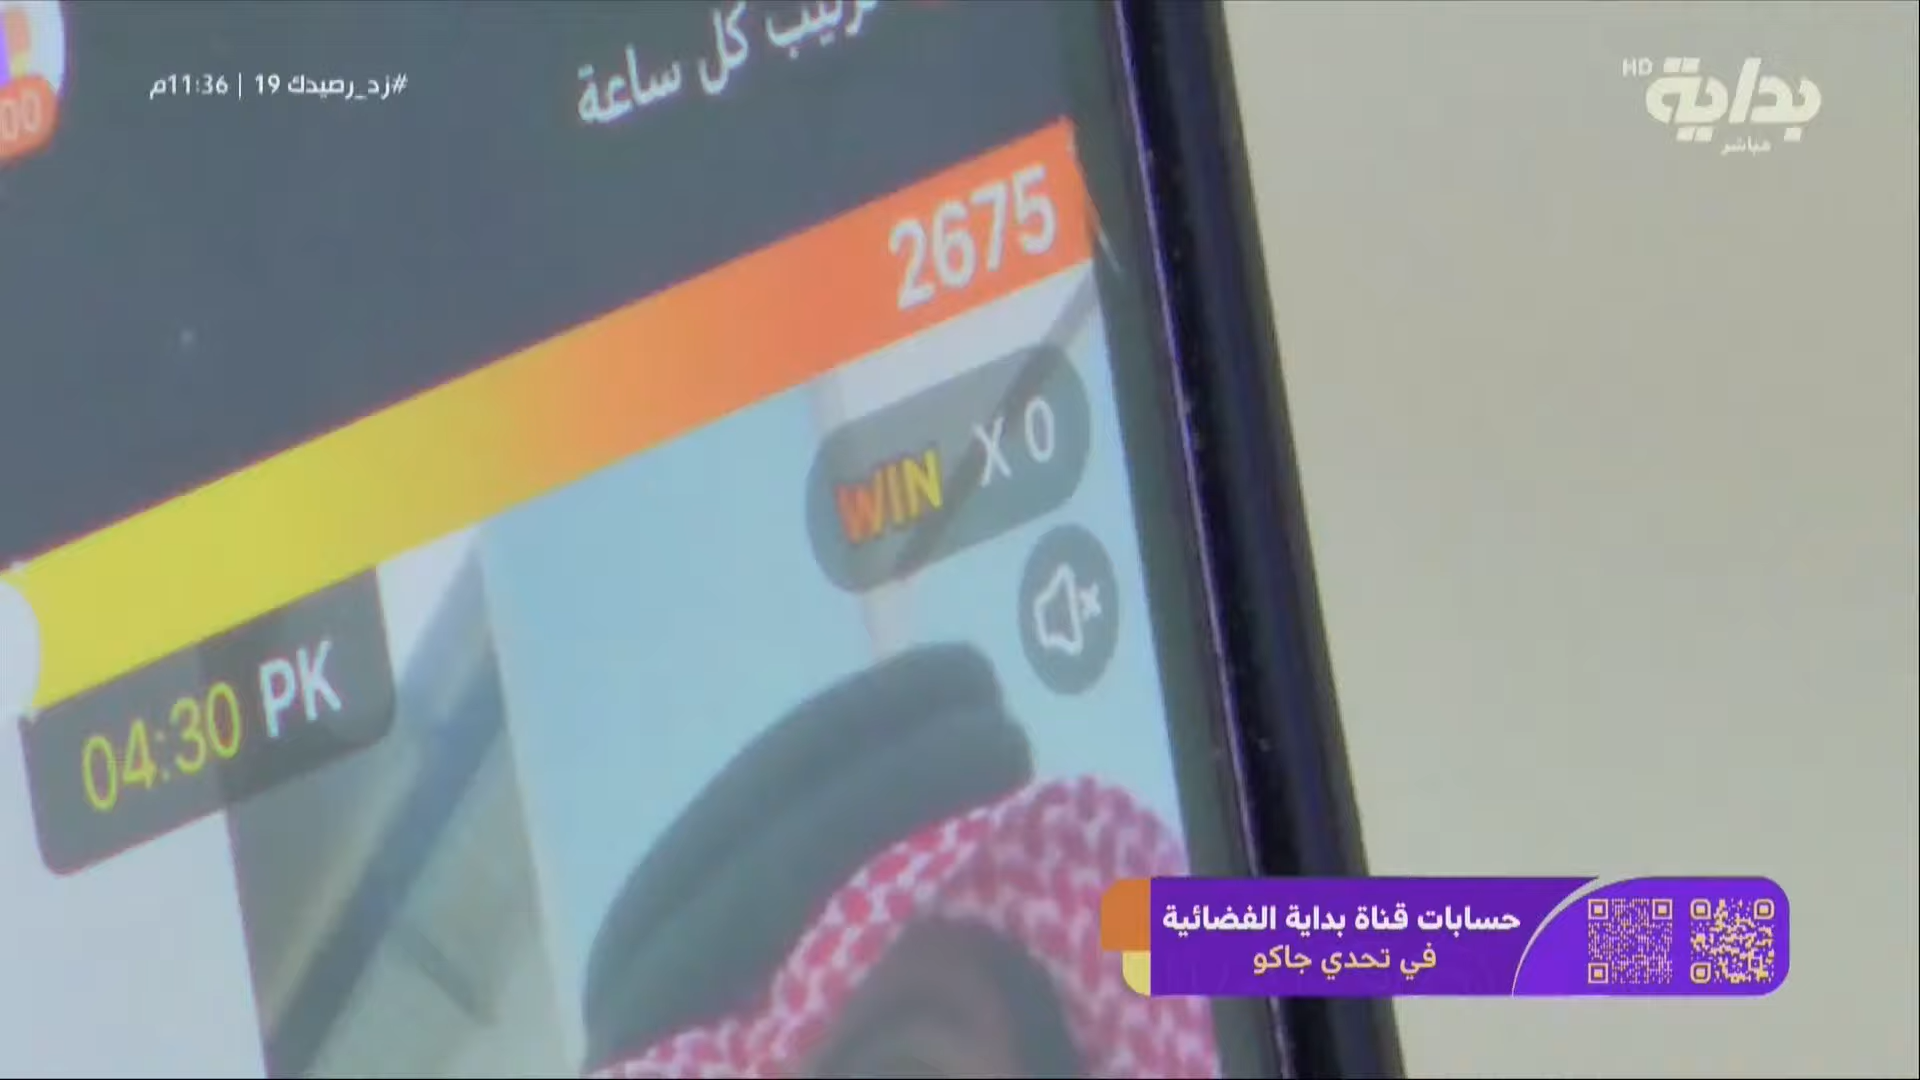 #زد_رصيدك 19 | 11:36م
HD
بداية
مباشر
كل ساعة
00
2675
WIN X 0
04:30 PK
حسابات قناة بداية الفضائية
في تحدي جاكو